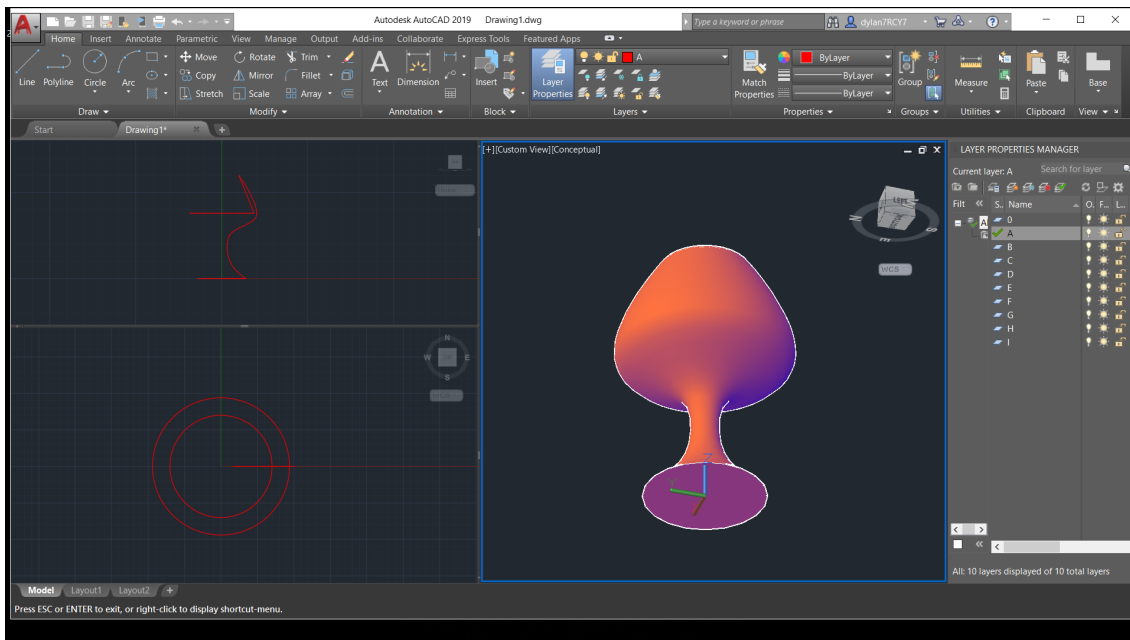 Autodesk AutoCAD 2019 Drawing1.dwg
Type a keyword or phrase
dylan7RCY7
Home Insert Annotate Parametric View Manage Output Add-ins Collaborate Express Tools Featured Apps
Line Polyline Circle Arc
Move Rotate Trim
Copy Mirror Fillet
Stretch Scale Array
Text Dimension
Insert
Layer Properties
A
Match Properties
ByLayer
ByLayer
ByLayer
Group
Measure
Paste
Base
Draw Modify Annotation Block Layers Properties Groups Utilities Clipboard View
Start Drawing1*
[+][Custom View][Conceptual]
LEFT
N
S
E
WCS
Z
N
W E
S
LAYER PROPERTIES MANAGER
Current layer: A
Search for layer
Filt S.. Name O. F... L...
A
0
A
B
C
D
E
F
G
H
I
All: 10 layers displayed of 10 total layers
Model Layout1 Layout2
Press ESC or ENTER to exit, or right-click to display shortcut-menu.